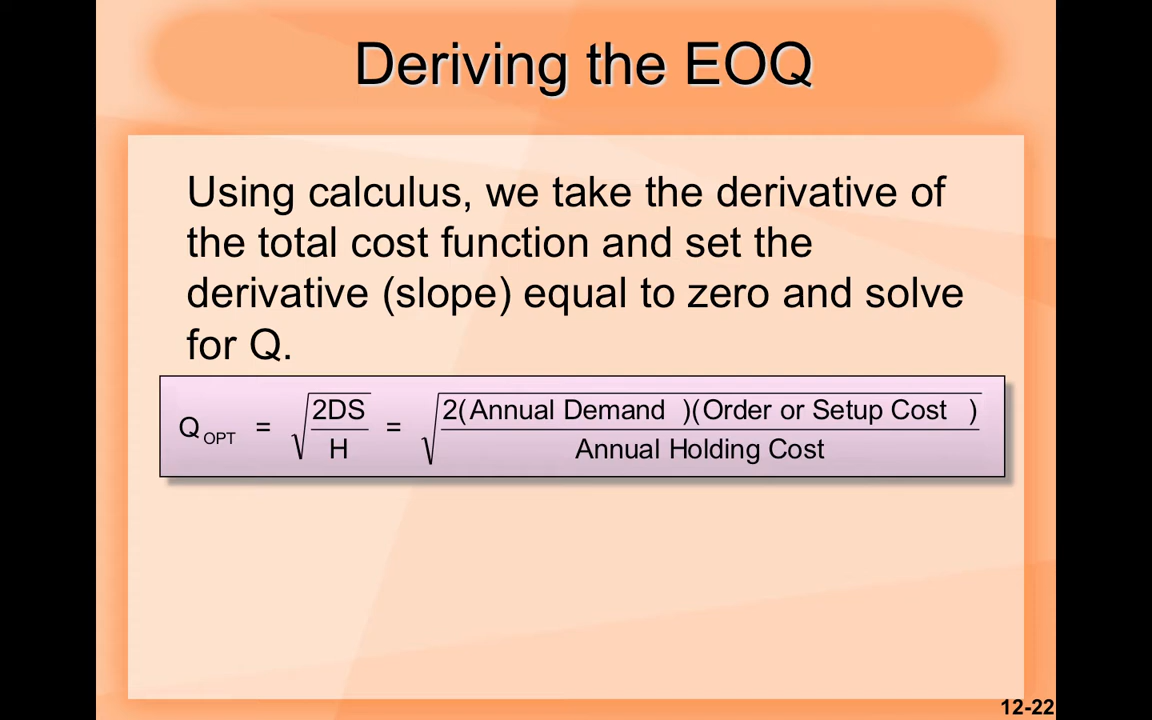 Deriving the EOQ
Using calculus, we take the derivative of
the total cost function and set the
derivative (slope) equal to zero and solve
for Q.
Q OPT = √(2DS / H) = √(2(Annual Demand )(Order or Setup Cost ) / Annual Holding Cost)
12-22